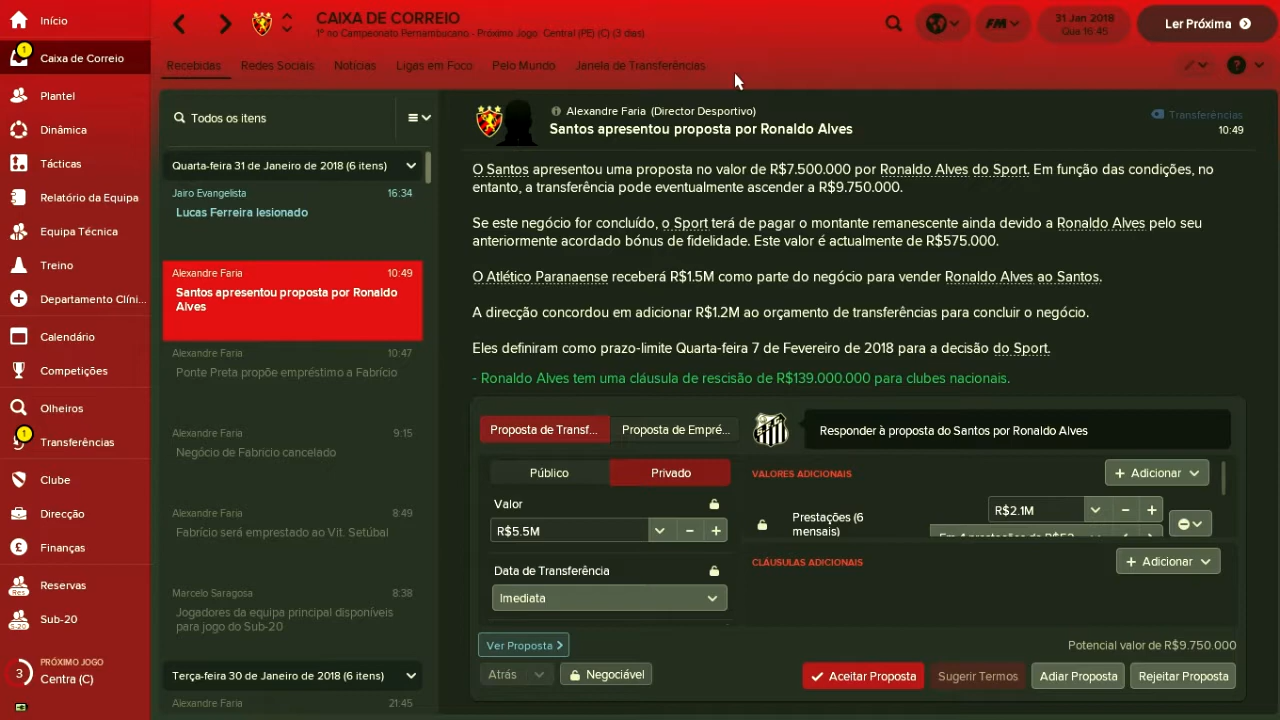 Início
CAIXA DE CORREIO
1º no Campeonato Pernambucano - Próximo Jogo: Central (PE) (C) (3 dias)
FM
31 Jan 2018
Qua 16:45
Ler Próxima
1
Caixa de Correio
Recebidas
Redes Sociais
Notícias
Ligas em Foco
Pelo Mundo
Janela de Transferências
?
Plantel
Dinâmica
Tácticas
Relatório da Equipa
Equipa Técnica
Treino
Departamento Clíni...
Calendário
Competições
Olheiros
1
Transferências
Clube
Direcção
Finanças
Reservas
Res
Sub-20
S-20
3
PRÓXIMO JOGO
Centra (C)
Todos os itens
Quarta-feira 31 de Janeiro de 2018 (6 itens)
Jairo Evangelista 16:34
Lucas Ferreira lesionado
Alexandre Faria 10:49
Santos apresentou proposta por Ronaldo
Alves
Alexandre Faria 10:47
Ponte Preta propõe empréstimo a Fabrício
Alexandre Faria 9:15
Negócio de Fabrício cancelado
Alexandre Faria 8:49
Fabrício será emprestado ao Vit. Setúbal
Marcelo Saragosa 8:38
Jogadores da equipa principal disponíveis
para jogo do Sub-20
Terça-feira 30 de Janeiro de 2018 (6 itens)
Alexandre Faria 21:45
Alexandre Faria (Director Desportivo)
Santos apresentou proposta por Ronaldo Alves
Transferências
10:49
O Santos apresentou uma proposta no valor de R$7.500.000 por Ronaldo Alves do Sport. Em função das condições, no
entanto, a transferência pode eventualmente ascender a R$9.750.000.
Se este negócio for concluído, o Sport terá de pagar o montante remanescente ainda devido a Ronaldo Alves pelo seu
anteriormente acordado bónus de fidelidade. Este valor é actualmente de R$575.000.
O Atlético Paranaense receberá R$1.5M como parte do negócio para vender Ronaldo Alves ao Santos.
A direcção concordou em adicionar R$1.2M ao orçamento de transferências para concluir o negócio.
Eles definiram como prazo-limite Quarta-feira 7 de Fevereiro de 2018 para a decisão do Sport.
- Ronaldo Alves tem uma cláusula de rescisão de R$139.000.000 para clubes nacionais.
Proposta de Transf...
Proposta de Empré...
Responder à proposta do Santos por Ronaldo Alves
Público
Privado
Valor
R$5.5M
Data de Transferência
Imediata
VALORES ADICIONAIS
+ Adicionar
Prestações (6
mensais)
R$2.1M
CLÁUSULAS ADICIONAIS
+ Adicionar
Ver Proposta
Potencial valor de R$9.750.000
Atrás
Negociável
Aceitar Proposta
Sugerir Termos
Adiar Proposta
Rejeitar Proposta